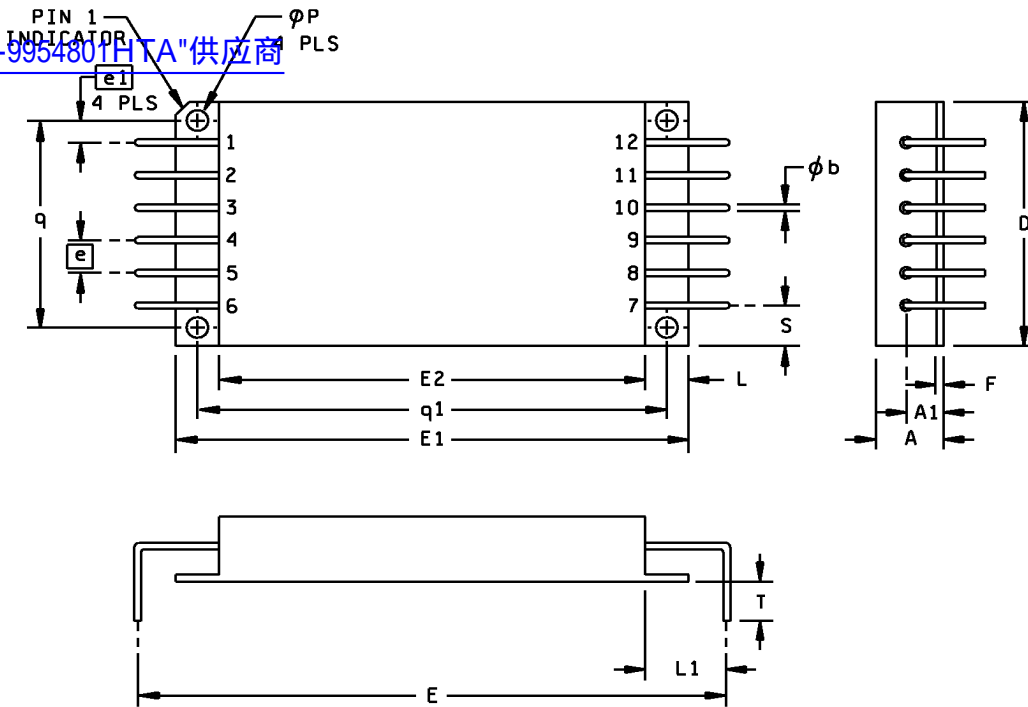 PIN 1
INDICATOR
φP
4 PLS
-9954801HTA"供应商
e1
4 PLS
1
2
3
4
5
6
12
11
10
9
8
7
q
e
φb
S
D
E2
L
q1
E1
F
A1
A
T
L1
E